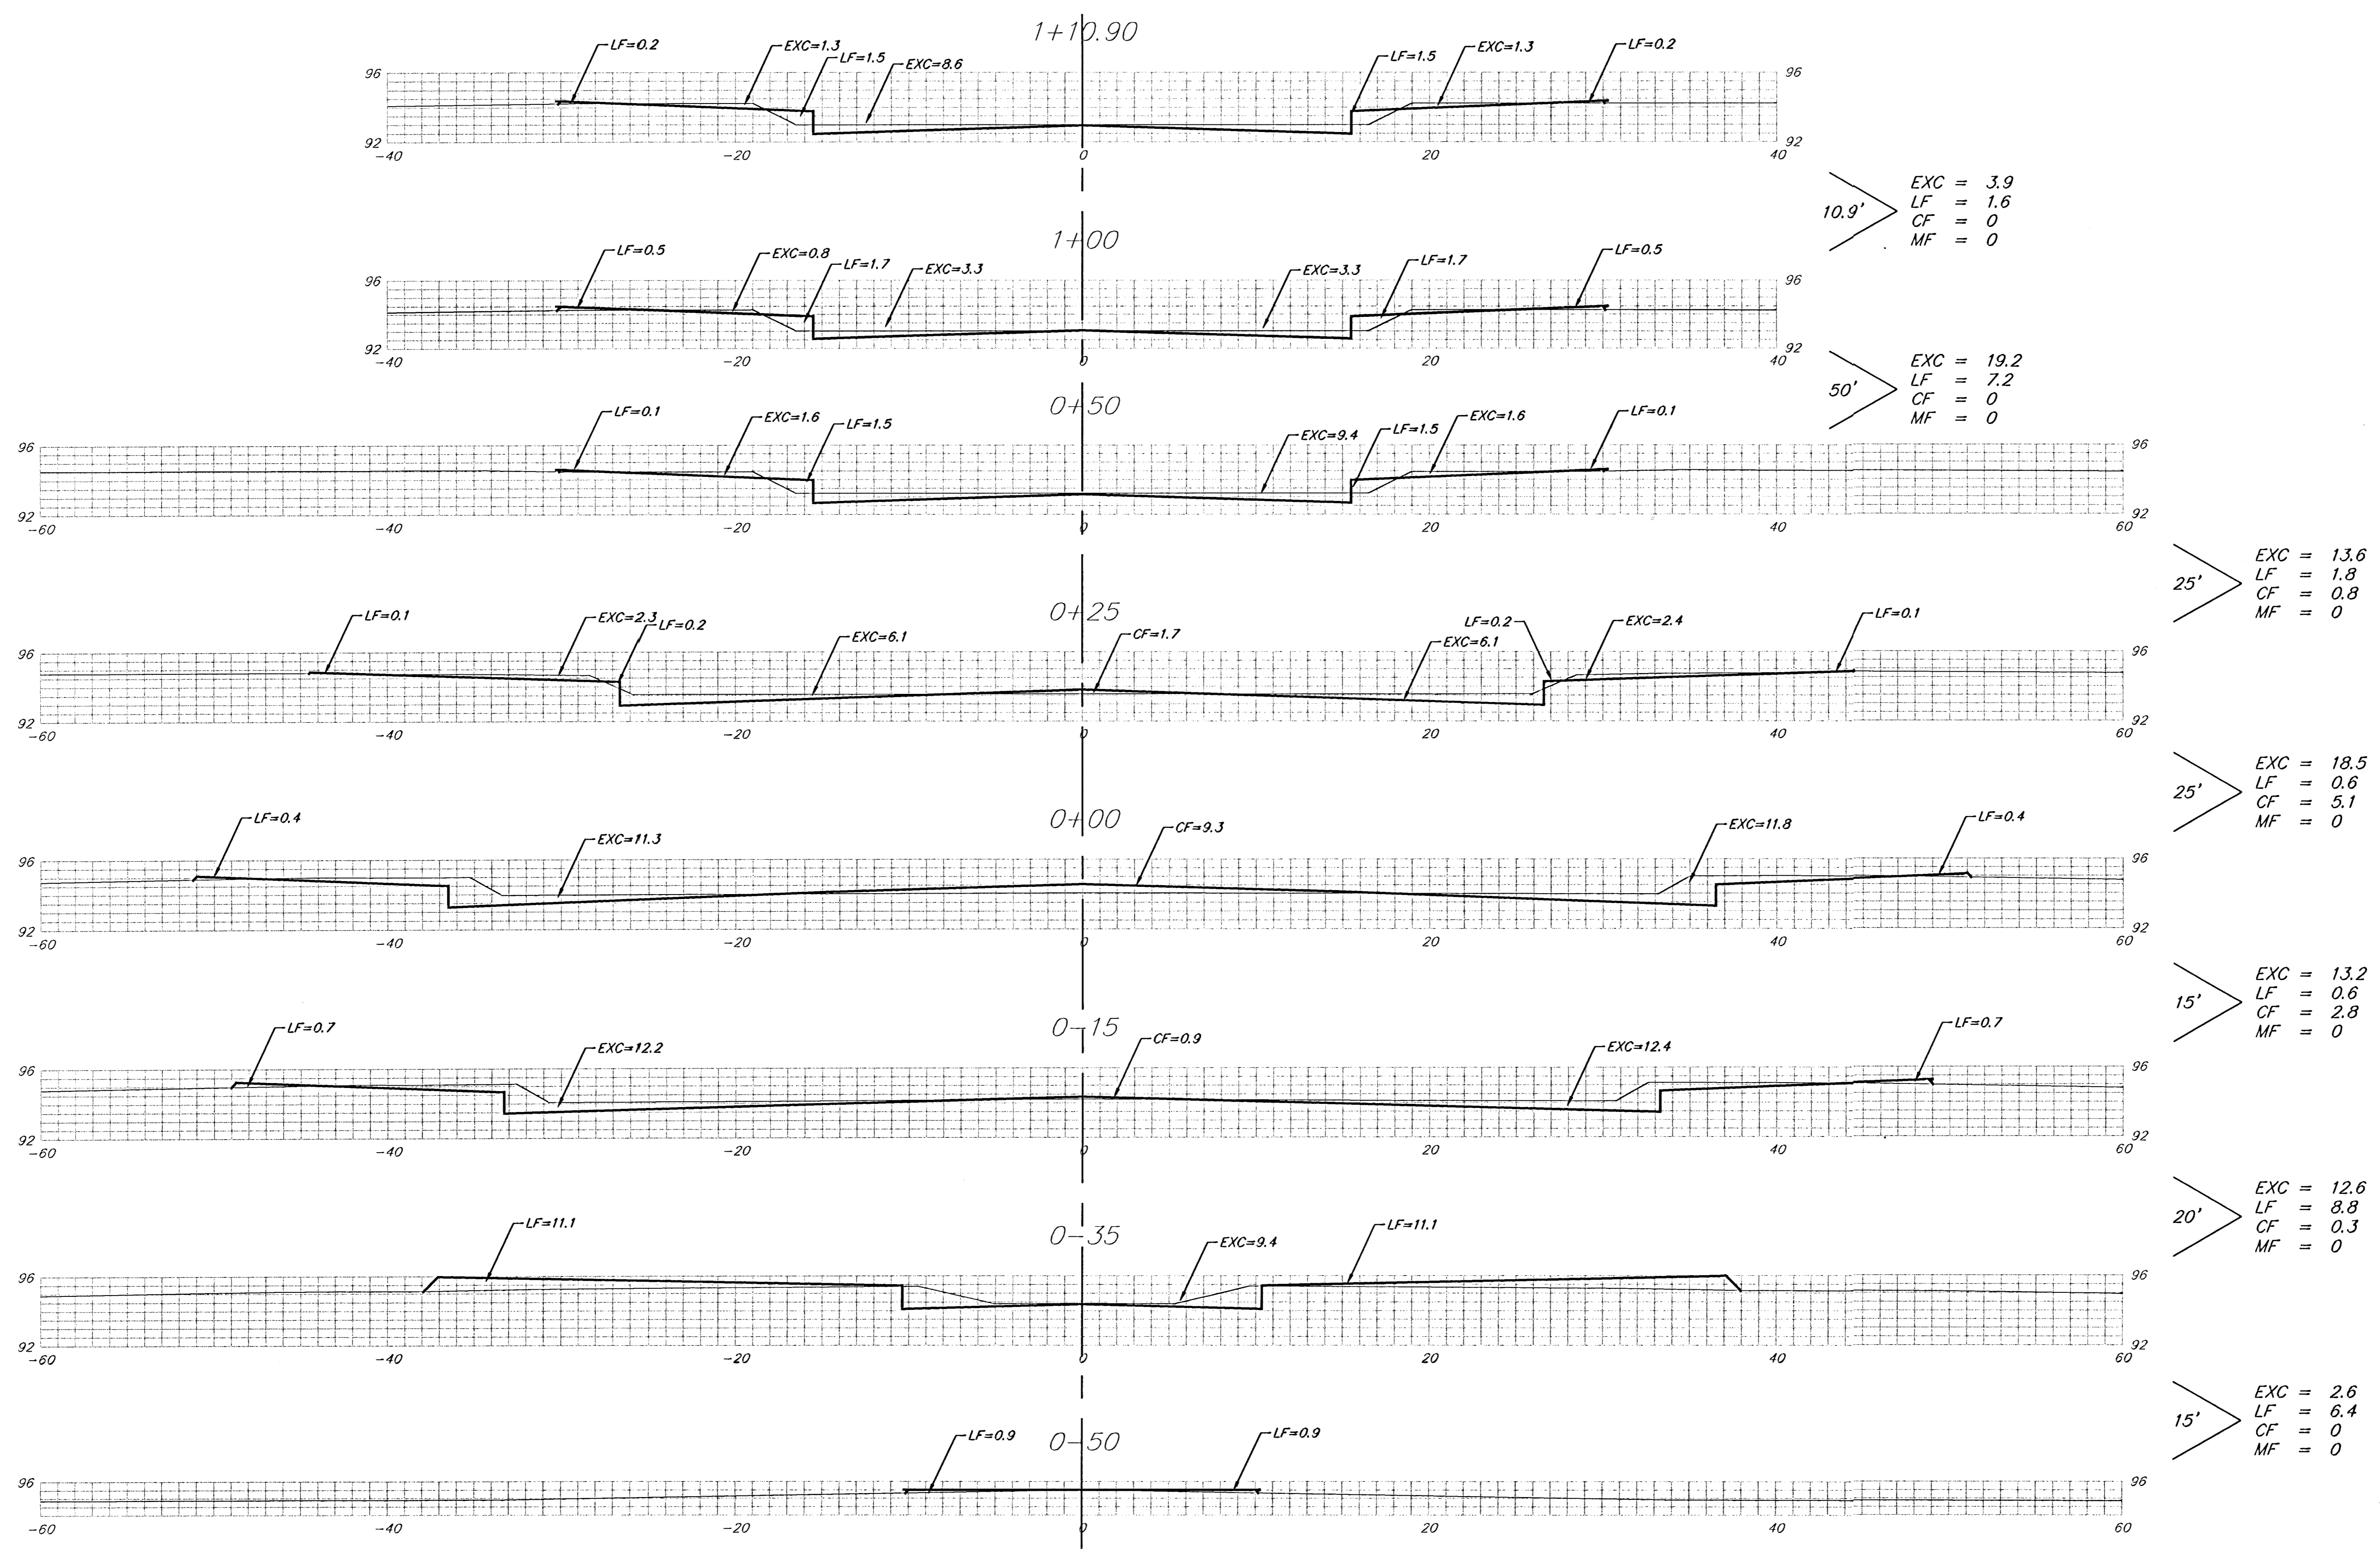 1+10.90
LF=0.2
EXC=1.3
LF=1.5
EXC=8.6
LF=1.5
EXC=1.3
LF=0.2
96
96
92
92
-40
-20
0
20
40
10.9'
EXC = 3.9
LF = 1.6
CF = 0
MF = 0
1+00
LF=0.5
EXC=0.8
LF=1.7
EXC=3.3
EXC=3.3
LF=1.7
LF=0.5
96
96
92
92
-40
-20
0
20
40
50'
EXC = 19.2
LF = 7.2
CF = 0
MF = 0
0+50
LF=0.1
EXC=1.6
LF=1.5
EXC=9.4
LF=1.5
EXC=1.6
LF=0.1
96
96
92
92
-60
-40
-20
0
20
40
60
25'
EXC = 13.6
LF = 1.8
CF = 0.8
MF = 0
0+25
LF=0.1
EXC=2.3
LF=0.2
EXC=6.1
CF=1.7
LF=0.2
EXC=6.1
EXC=2.4
LF=0.1
96
96
92
92
-60
-40
-20
0
20
40
60
25'
EXC = 18.5
LF = 0.6
CF = 5.1
MF = 0
0+00
LF=0.4
EXC=11.3
CF=9.3
EXC=11.8
LF=0.4
96
96
92
92
-60
-40
-20
0
20
40
60
15'
EXC = 13.2
LF = 0.6
CF = 2.8
MF = 0
0-15
LF=0.7
EXC=12.2
CF=0.9
EXC=12.4
LF=0.7
96
96
92
92
-60
-40
-20
0
20
40
60
20'
EXC = 12.6
LF = 8.8
CF = 0.3
MF = 0
0-35
LF=11.1
EXC=9.4
LF=11.1
96
96
92
92
-60
-40
-20
0
20
40
60
15'
EXC = 2.6
LF = 6.4
CF = 0
MF = 0
0-50
LF=0.9
LF=0.9
96
96
-60
-40
-20
0
20
40
60